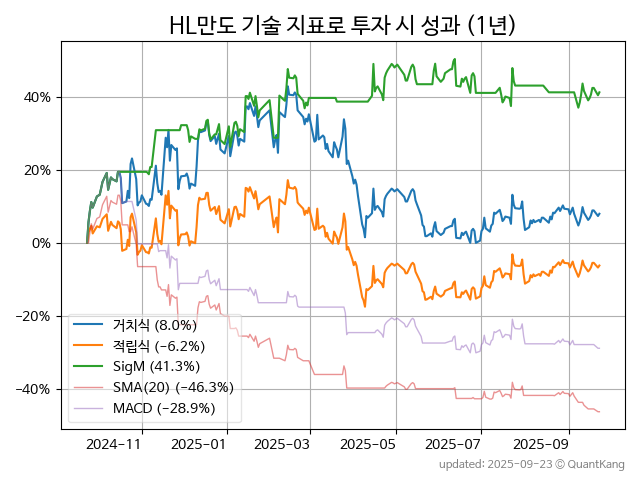 HL만도 기술 지표로 투자 시 성과 (1년)
40%
20%
0%
−20%
−40%
거치식 (8.0%)
적립식 (−6.2%)
SigM (41.3%)
SMA(20) (−46.3%)
MACD (−28.9%)
2024-11
2025-01
2025-03
2025-05
2025-07
2025-09
updated: 2025-09-23 © QuantKang